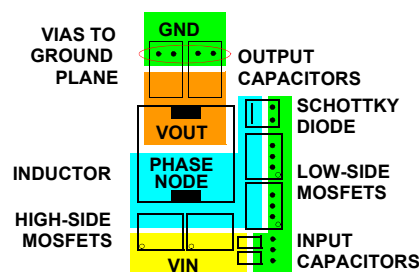 GND
VIAS TO
GROUND
PLANE
OUTPUT
CAPACITORS
VOUT
SCHOTTKY
DIODE
INDUCTOR
PHASE
NODE
LOW-SIDE
MOSFETS
HIGH-SIDE
MOSFETS
VIN
INPUT
CAPACITORS